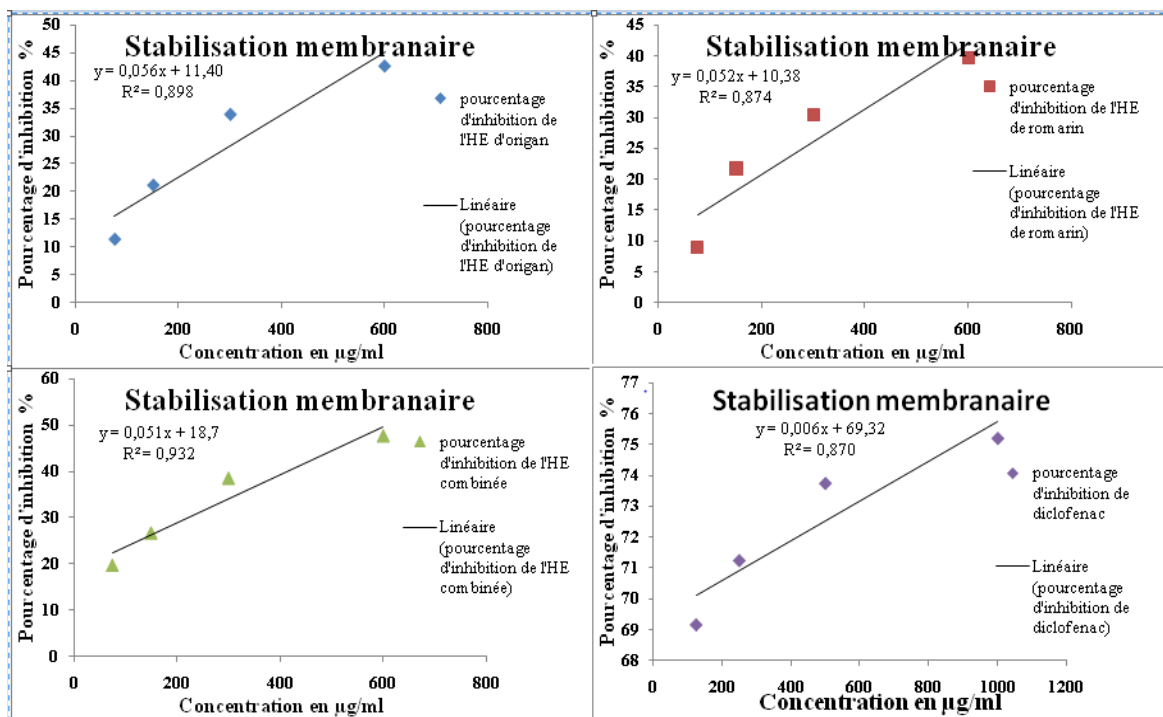 Stabilisation membranaire
y = 0,056x + 11,40
R² = 0,898
Pourcentage d'inhibition %
50
45
40
35
30
25
20
15
10
5
0
0 200 400 600 800
Concentration en µg/ml
pourcentage
d'inhibition de
l'HE d'origan
Linéaire
(pourcentage
d'inhibition de
l'HE d'origan)
Stabilisation membranaire
y = 0,052x + 10,38
R² = 0,874
Pourcentage d'inhibition %
45
40
35
30
25
20
15
10
5
0
0 200 400 600 800
Concentration en µg/ml
pourcentage
d'inhibition de l'HE
de romarin
Linéaire
(pourcentage
d'inhibition de l'HE
de romarin)
Stabilisation membranaire
y = 0,051x + 18,7
R² = 0,932
Pourcentage d'inhibition %
60
50
40
30
20
10
0
0 200 400 600 800
Concentration en µg/ml
pourcentage
d'inhibition de l'HE
combinée
Linéaire
(pourcentage
d'inhibition de l'HE
combinée)
Stabilisation membranaire
y = 0,006x + 69,32
R² = 0,870
Pourcentage d'inhibition %
77
76
75
74
73
72
71
70
69
68
0 200 400 600 800 1000 1200
Concentration en µg/ml
pourcentage
d'inhibition de
diclofenac
Linéaire
(pourcentage
d'inhibition de
diclofenac)